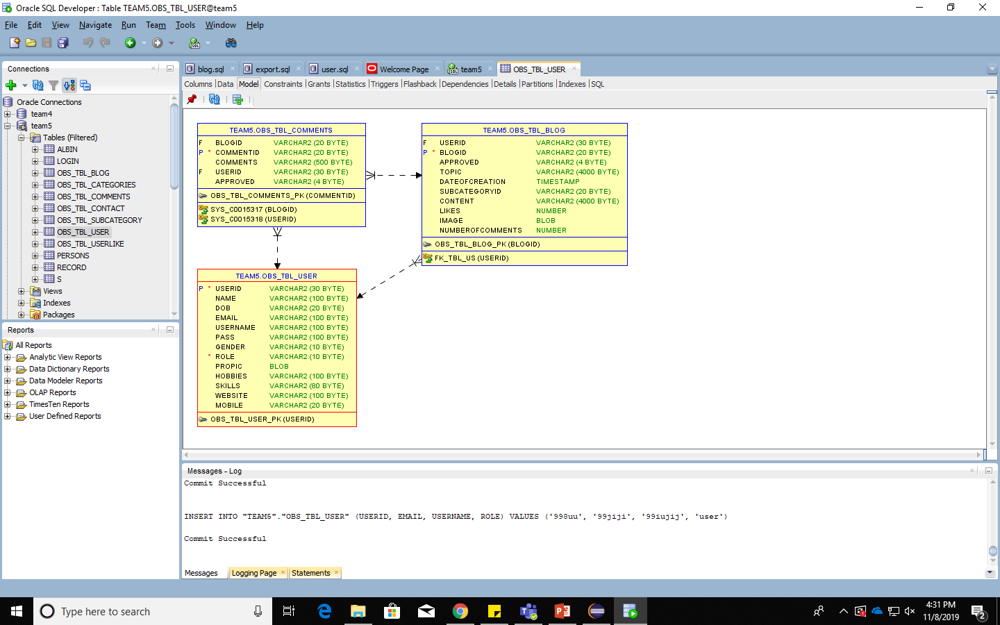 Oracle SQL Developer : Table TEAM5.OBS_TBL_USER@team5
File Edit View Navigate Run Team Tools Window Help
Connections
Oracle Connections
team4
team5
Tables (Filtered)
ALBIN
LOGIN
OBS_TBL_BLOG
OBS_TBL_CATEGORIES
OBS_TBL_COMMENTS
OBS_TBL_CONTACT
OBS_TBL_SUBCATEGORY
OBS_TBL_USER
OBS_TBL_USERLIKE
PERSONS
RECORD
S
Views
Indexes
Packages
Reports
All Reports
Analytic View Reports
Data Dictionary Reports
Data Modeler Reports
OLAP Reports
TimesTen Reports
User Defined Reports
blog.sql export.sql user.sql Welcome Page team5 OBS_TBL_USER
Columns Data Model Constraints Grants Statistics Triggers Flashback Dependencies Details Partitions Indexes SQL
TEAM5.OBS_TBL_COMMENTS
F BLOGID VARCHAR2 (20 BYTE)
P * COMMENTID VARCHAR2 (20 BYTE)
COMMENTS VARCHAR2 (500 BYTE)
F USERID VARCHAR2 (30 BYTE)
APPROVED VARCHAR2 (4 BYTE)
OBS_TBL_COMMENTS_PK (COMMENTID)
SYS_C0015317 (BLOGID)
SYS_C0015318 (USERID)
TEAM5.OBS_TBL_BLOG
F USERID VARCHAR2 (30 BYTE)
P * BLOGID VARCHAR2 (20 BYTE)
APPROVED VARCHAR2 (4 BYTE)
TOPIC VARCHAR2 (4000 BYTE)
DATEOFCREATION TIMESTAMP
SUBCATEGORYID VARCHAR2 (20 BYTE)
CONTENT VARCHAR2 (4000 BYTE)
LIKES NUMBER
IMAGE BLOB
NUMBEROFCOMMENTS NUMBER
OBS_TBL_BLOG_PK (BLOGID)
FK_TBL_US (USERID)
TEAM5.OBS_TBL_USER
P * USERID VARCHAR2 (30 BYTE)
NAME VARCHAR2 (100 BYTE)
DOB VARCHAR2 (20 BYTE)
EMAIL VARCHAR2 (100 BYTE)
USERNAME VARCHAR2 (100 BYTE)
PASS VARCHAR2 (100 BYTE)
GENDER VARCHAR2 (10 BYTE)
* ROLE VARCHAR2 (10 BYTE)
PROPIC BLOB
HOBBIES VARCHAR2 (100 BYTE)
SKILLS VARCHAR2 (80 BYTE)
WEBSITE VARCHAR2 (100 BYTE)
MOBILE VARCHAR2 (20 BYTE)
OBS_TBL_USER_PK (USERID)
Messages - Log
Commit Successful
INSERT INTO "TEAM5"."OBS_TBL_USER" (USERID, EMAIL, USERNAME, ROLE) VALUES ('998uu', '99jiji', '99iujij', 'user')
Commit Successful
Messages Logging Page Statements
Type here to search
4:31 PM
11/8/2019
2